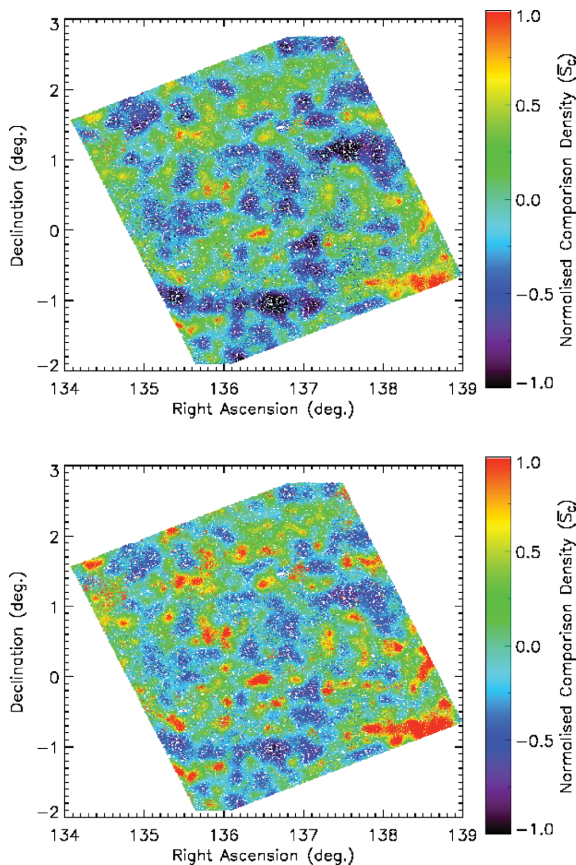 3
2
1
0
−1
−2
Declination (deg.)
134 135 136 137 138 139
Right Ascension (deg.)
1.0
0.5
0.0
−0.5
−1.0
Normalised Comparison Density (S̅_C)
3
2
1
0
−1
−2
Declination (deg.)
134 135 136 137 138 139
Right Ascension (deg.)
1.0
0.5
0.0
−0.5
−1.0
Normalised Comparison Density (S̅_C)